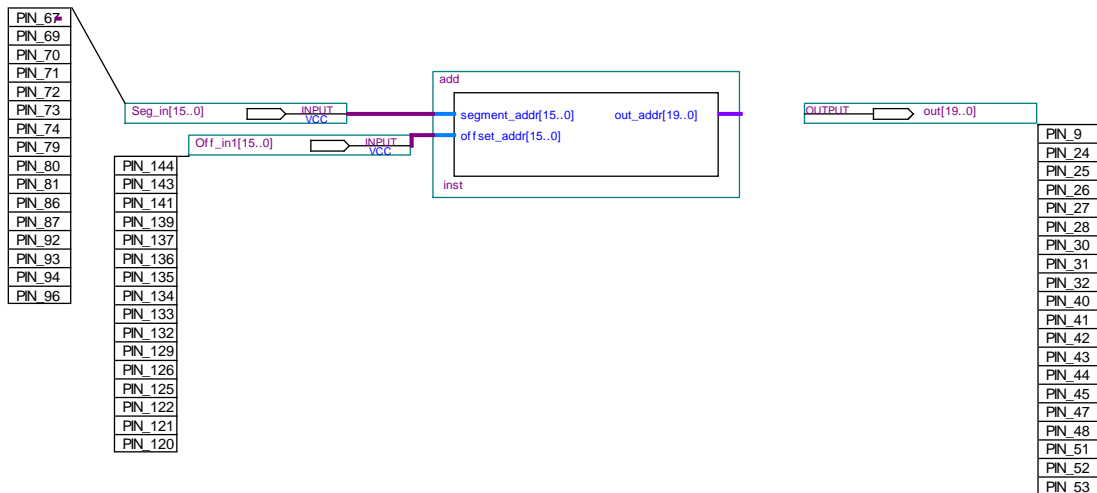 PIN_67
PIN_69
PIN_70
PIN_71
PIN_72
PIN_73
PIN_74
PIN_79
PIN_80
PIN_81
PIN_86
PIN_87
PIN_92
PIN_93
PIN_94
PIN_96
Seg_in[15..0]
INPUT
VCC
Off_in1[15..0]
INPUT
VCC
PIN_144
PIN_143
PIN_141
PIN_139
PIN_137
PIN_136
PIN_135
PIN_134
PIN_133
PIN_132
PIN_129
PIN_126
PIN_125
PIN_122
PIN_121
PIN_120
add
segment_addr[15..0]
offset_addr[15..0]
out_addr[19..0]
inst
OUTPUT
out[19..0]
PIN_9
PIN_24
PIN_25
PIN_26
PIN_27
PIN_28
PIN_30
PIN_31
PIN_32
PIN_40
PIN_41
PIN_42
PIN_43
PIN_44
PIN_45
PIN_47
PIN_48
PIN_51
PIN_52
PIN_53